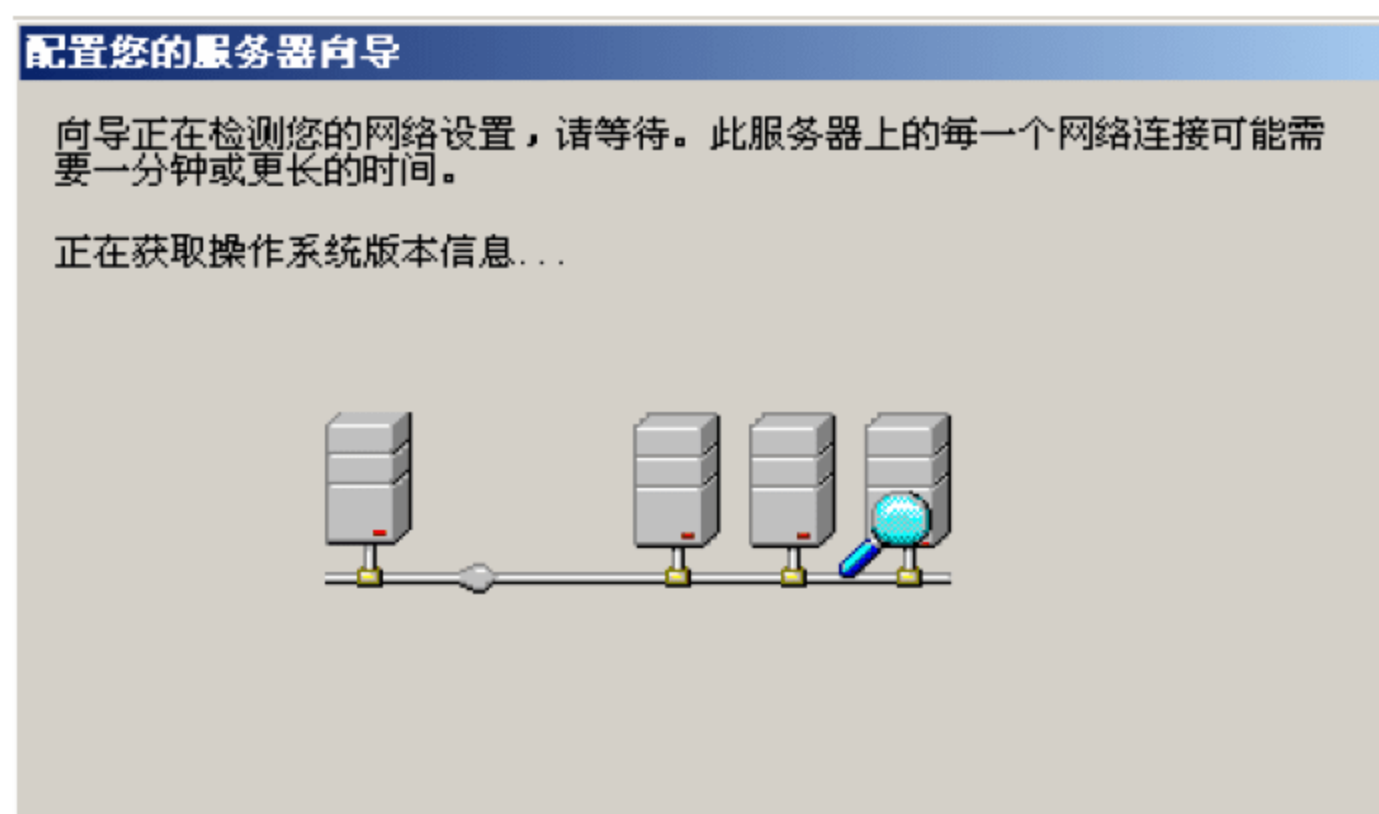 配置您的服务器向导
向导正在检测您的网络设置，请等待。此服务器上的每一个网络连接可能需
要一分钟或更长的时间。
正在获取操作系统版本信息...